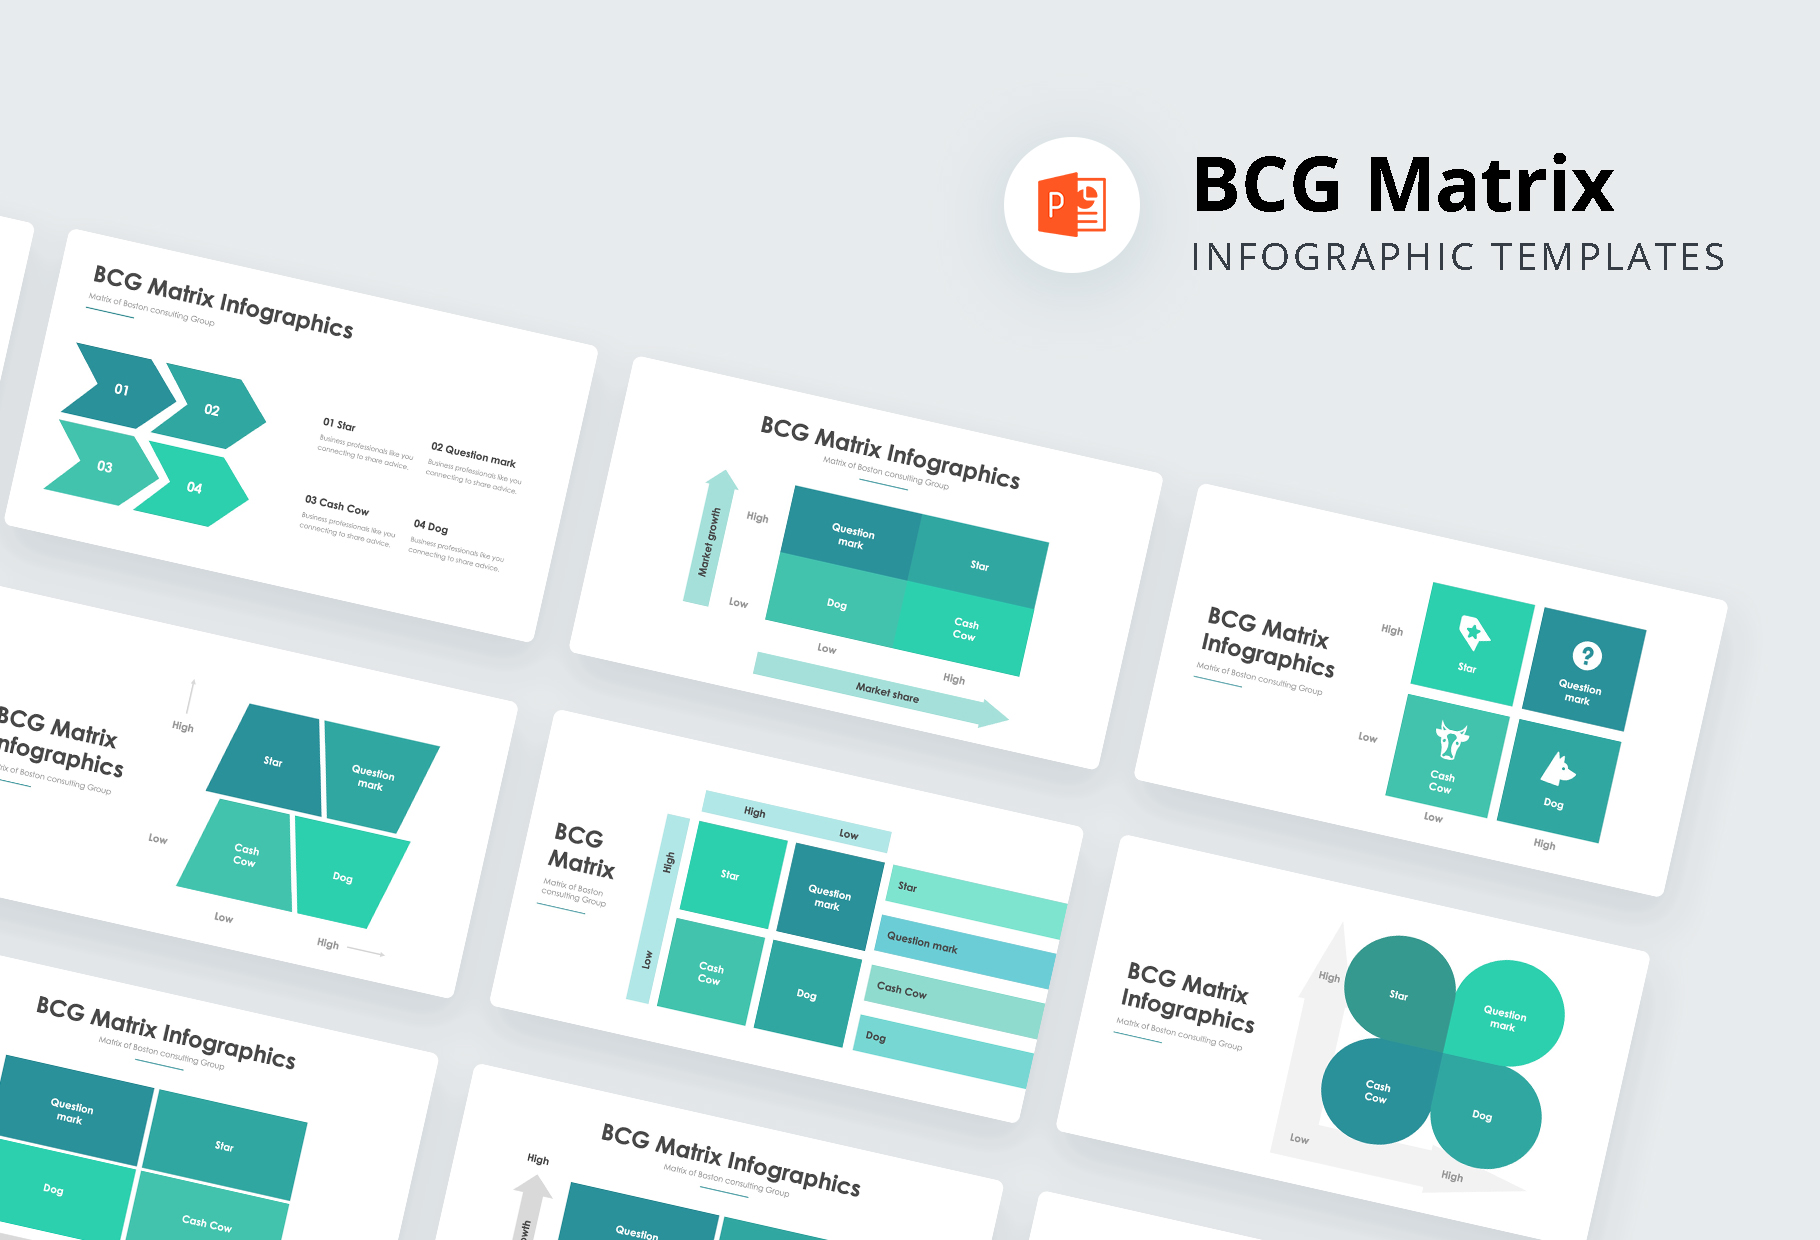 P
BCG Matrix
INFOGRAPHIC TEMPLATES
BCG Matrix Infographics
Matrix of Boston consulting Group
01
02
03
04
01 Star
Business professionals like you
connecting to share advice.
02 Question mark
Business professionals like you
connecting to share advice.
03 Cash Cow
Business professionals like you
connecting to share advice.
04 Dog
Business professionals like you
connecting to share advice.
BCG Matrix Infographics
Matrix of Boston consulting Group
Market growth
High
Low
Question
mark
Star
Dog
Cash
Cow
Low
High
Market share
BCG Matrix
Infographics
Matrix of Boston consulting Group
High
Low
Star
?
Question
mark
Cash
Cow
Dog
Low
High
BCG Matrix
nfographics
rix of Boston consulting Group
High
Low
Star
Question
mark
Cash
Cow
Dog
Low
High
BCG
Matrix
Matrix of Boston
consulting Group
High
Low
High
Low
Star
Question
mark
Cash
Cow
Dog
Star
Question mark
Cash Cow
Dog
BCG Matrix
Infographics
Matrix of Boston consulting Group
High
Low
High
Star
Question
mark
Cash
Cow
Dog
BCG Matrix Infographics
Matrix of Boston consulting Group
Question
mark
Star
Dog
Cash Cow
BCG Matrix Infographics
Matrix of Boston consulting Group
High
owth
Question